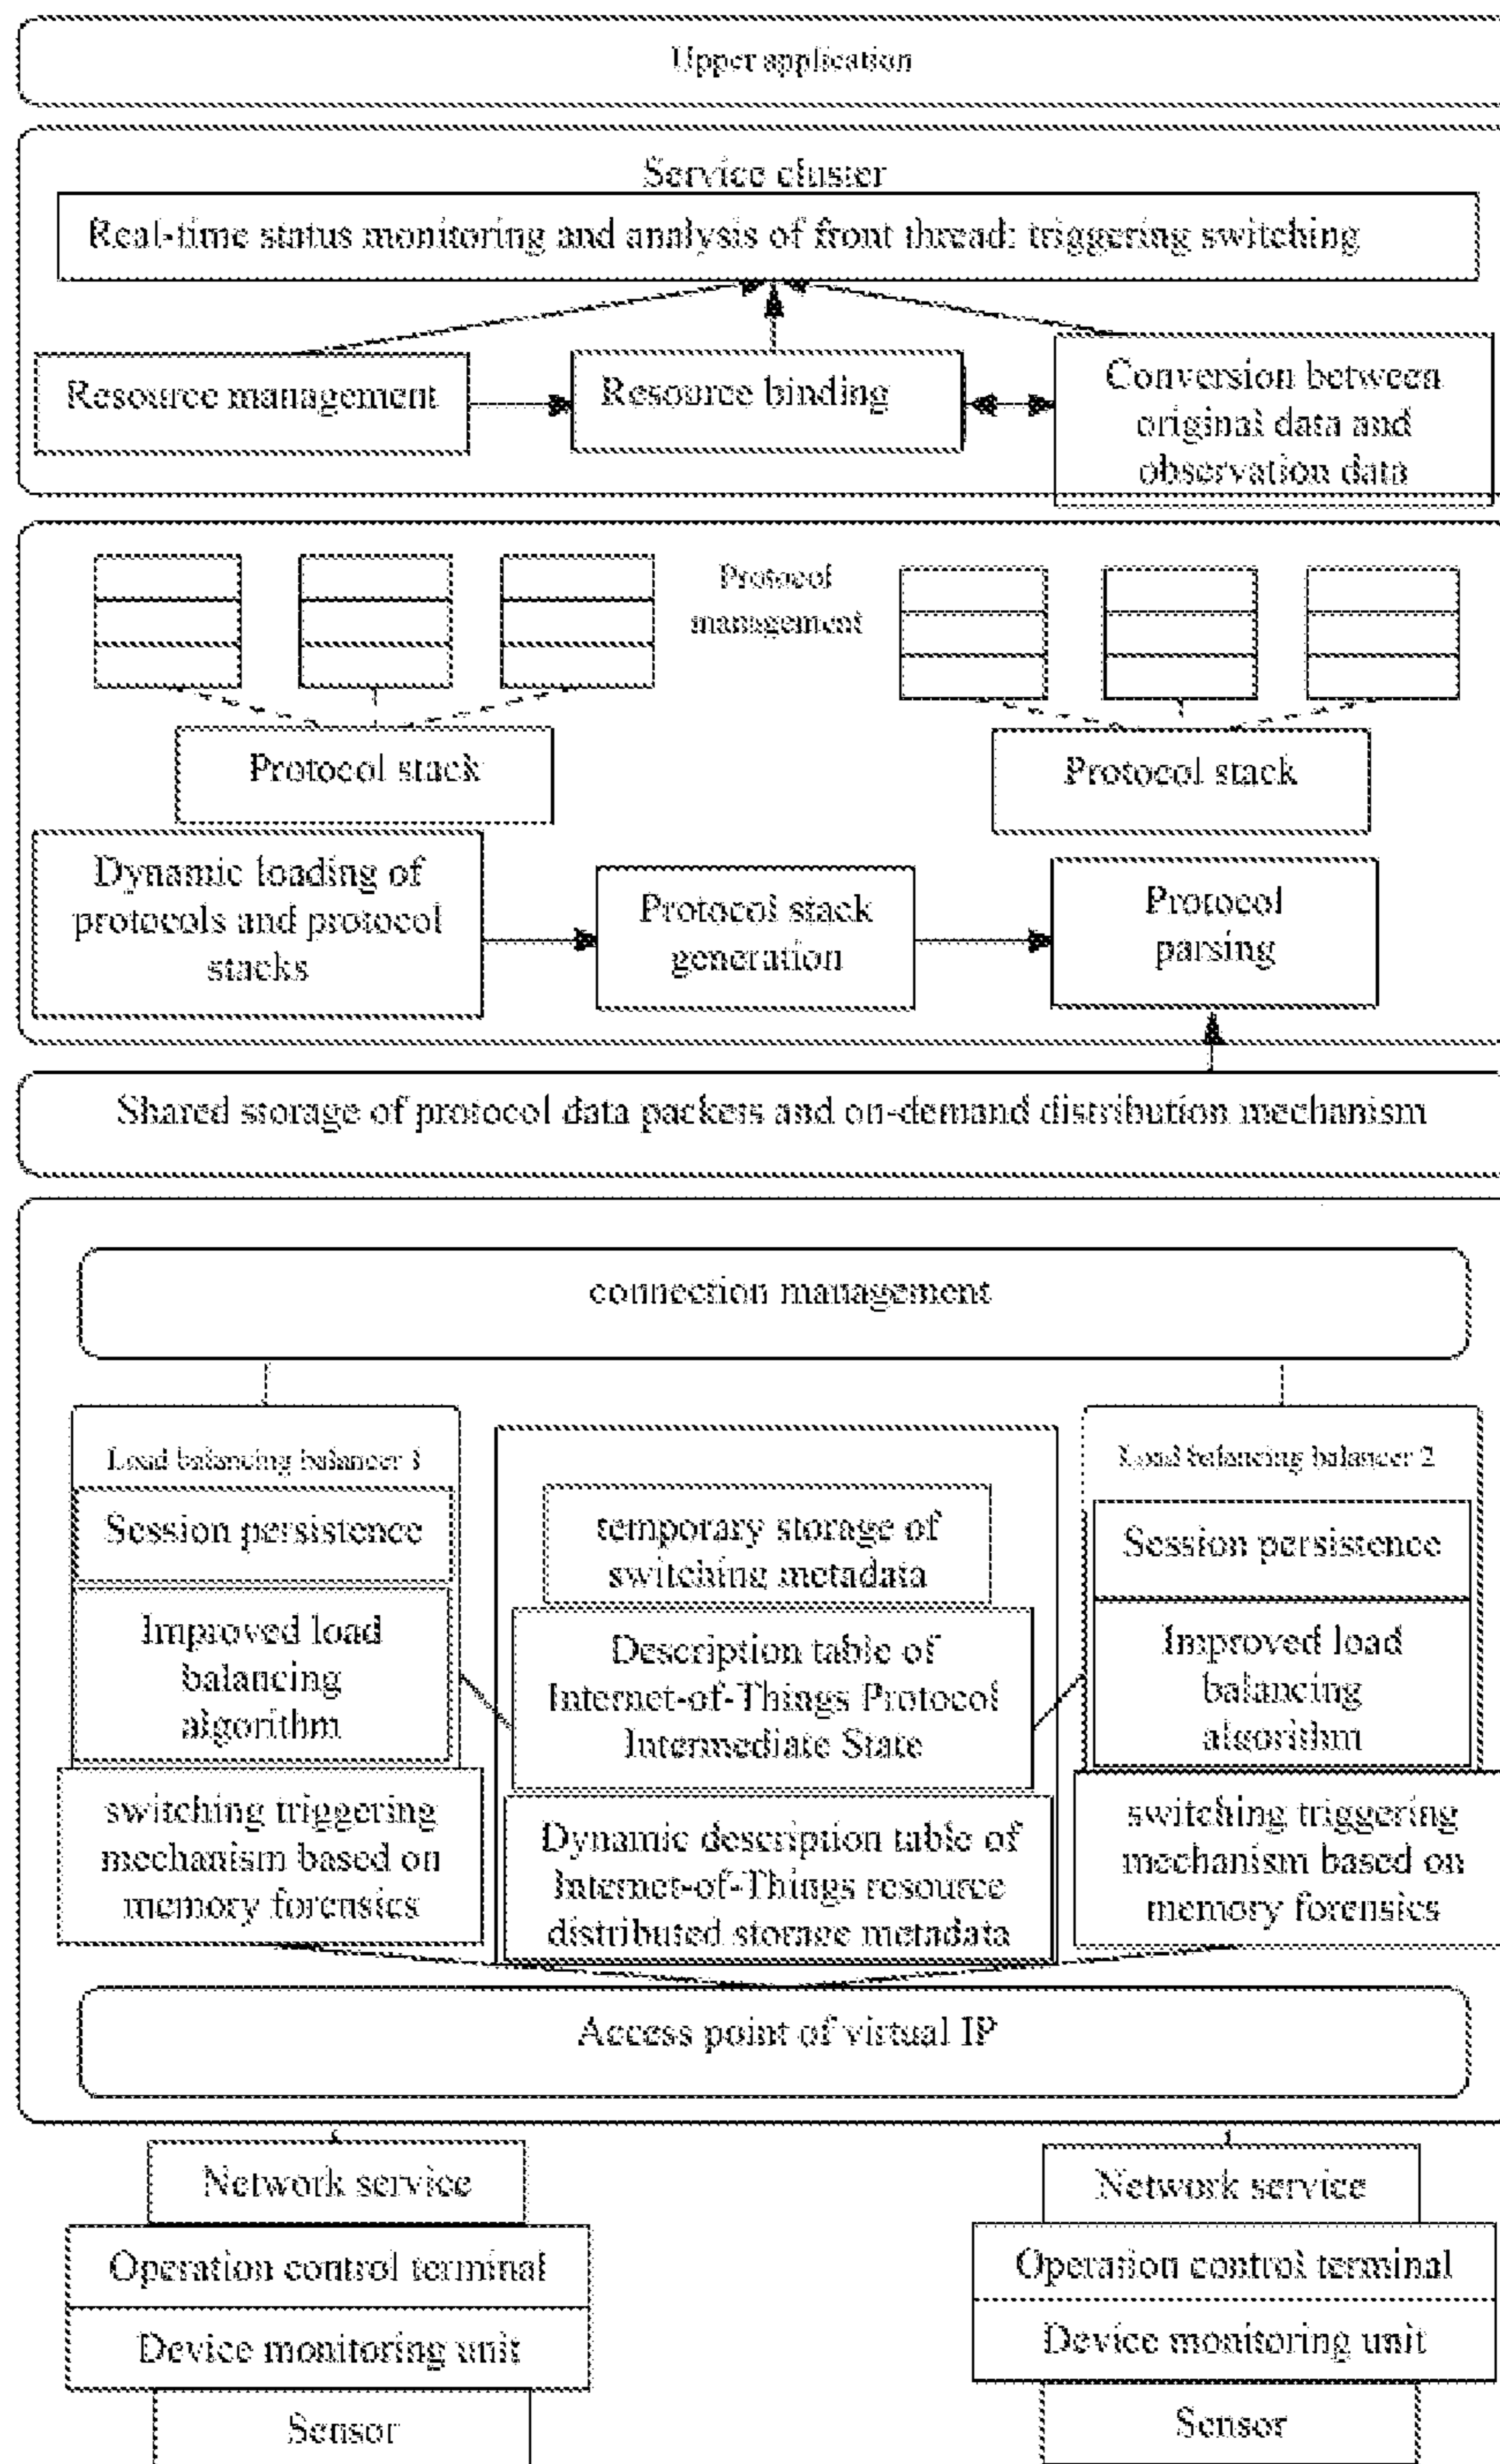 Upper application
Service cluster
Real-time status monitoring and analysis of front thread: triggering switching
Resource management
Resource binding
Conversion between
original data and
observation data
Protocol
management
Protocol stack
Protocol stack
Dynamic loading of
protocols and protocol
stacks
Protocol stack
generation
Protocol
parsing
Shared storage of protocol data packets and on-demand distribution mechanism
connection management
Load balancing balancer 1
Session persistence
Improved load
balancing
algorithm
switching triggering
mechanism based on
memory forensics
temporary storage of
switching metadata
Description table of
Internet-of-Things Protocol
Intermediate State
Dynamic description table of
Internet-of-Things resource
distributed storage metadata
Load balancing balancer 2
Session persistence
Improved load
balancing
algorithm
switching triggering
mechanism based on
memory forensics
Access point of virtual IP
Network service
Operation control terminal
Device monitoring unit
Sensor
Network service
Operation control terminal
Device monitoring unit
Sensor